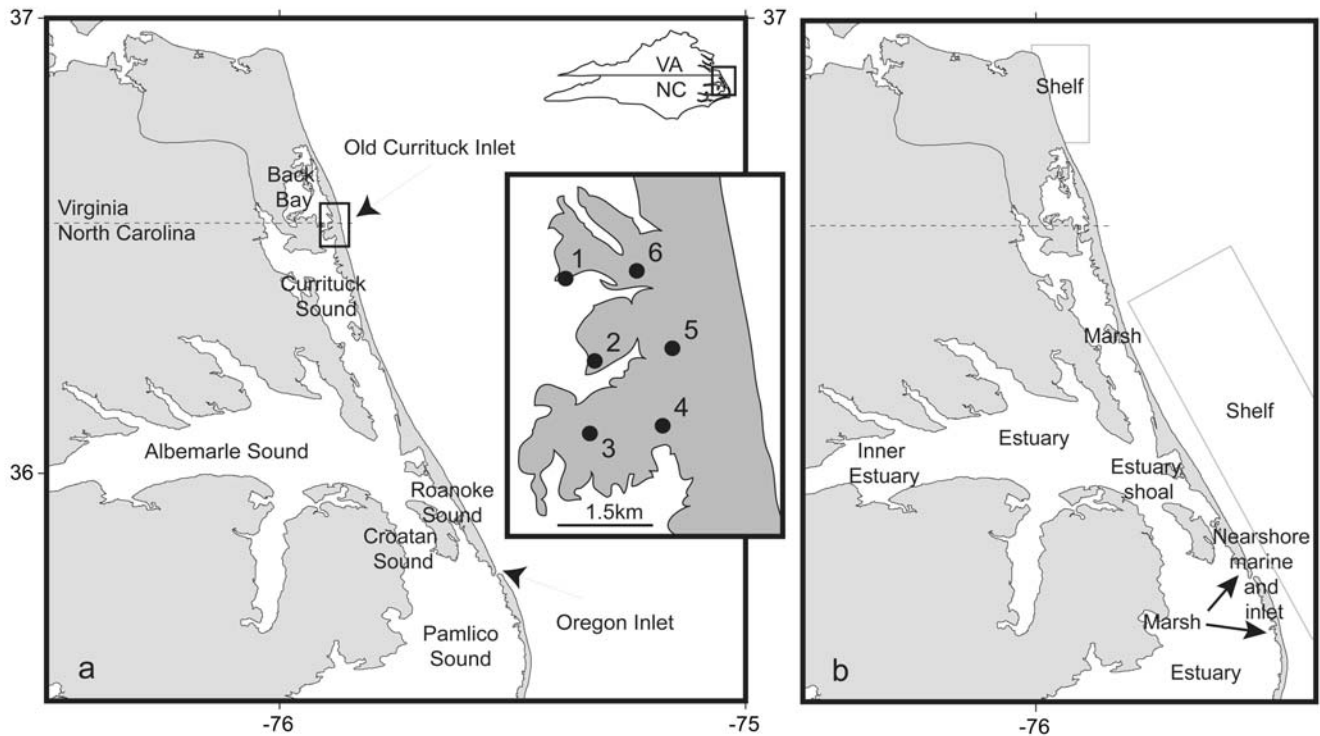 37
VA
NC
Old Currituck Inlet
Back
Bay
Virginia
North Carolina
Currituck
Sound
1
6
2
5
4
3
1.5km
Albemarle Sound
36
Roanoke
Sound
Croatan
Sound
Oregon Inlet
Pamlico
Sound
a
-76
-75
37
Shelf
Marsh
Shelf
Estuary
Inner
Estuary
Estuary
shoal
Nearshore
marine
and
inlet
Marsh
Estuary
b
-76